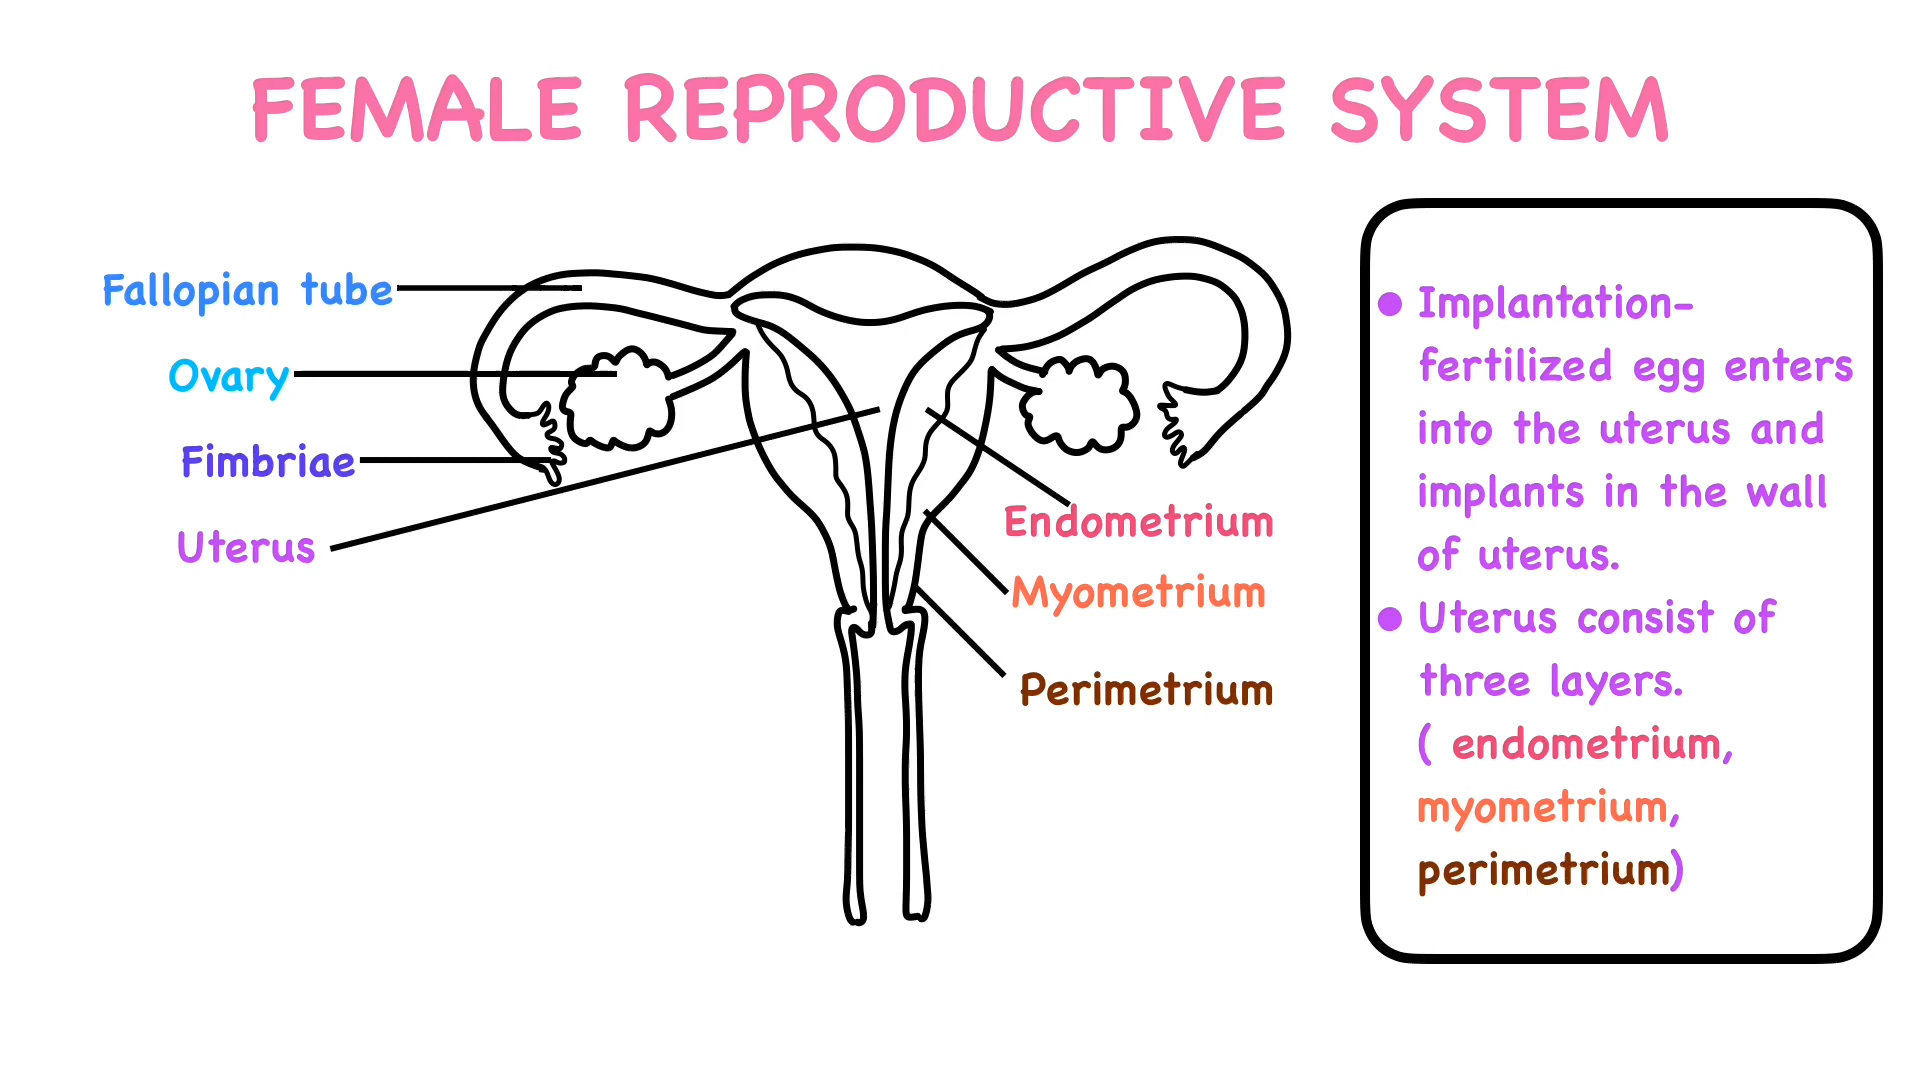 FEMALE REPRODUCTIVE SYSTEM
Fallopian tube
Ovary
Fimbriae
Uterus
Endometrium
Myometrium
Perimetrium
● Implantation-
fertilized egg enters
into the uterus and
implants in the wall
of uterus.
● Uterus consist of
three layers.
( endometrium,
myometrium,
perimetrium)